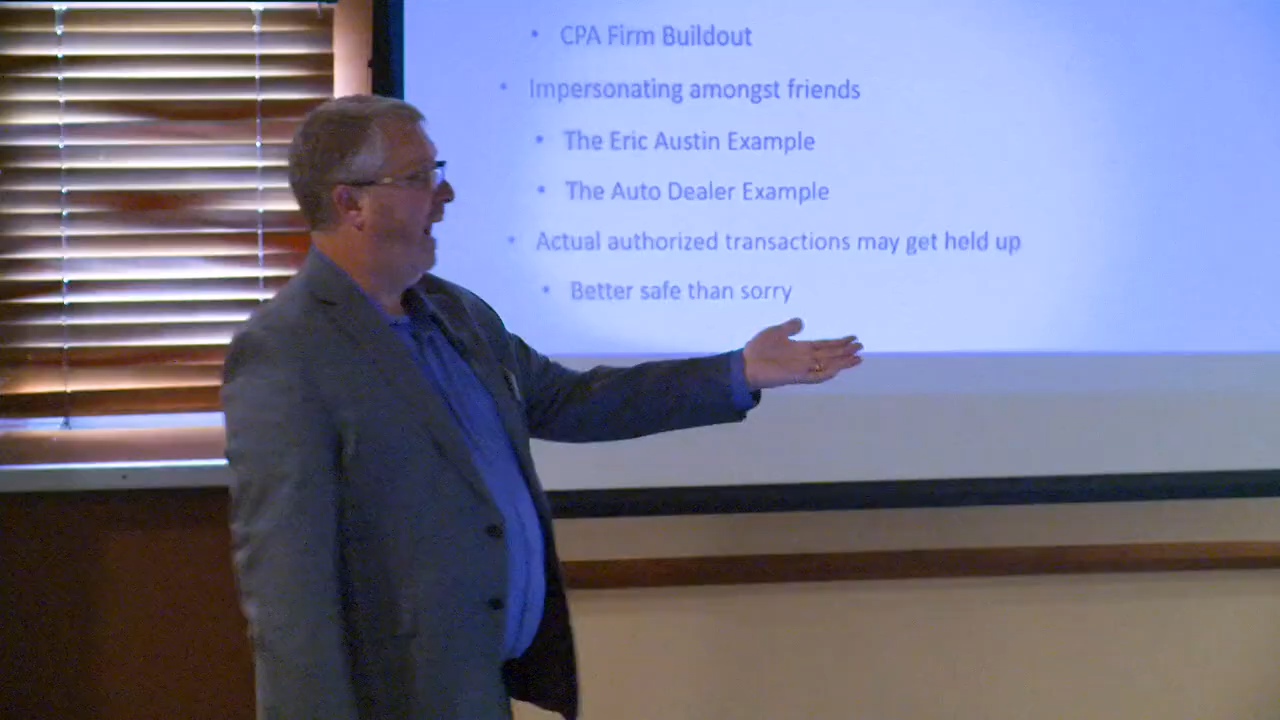 • CPA Firm Buildout
• Impersonating amongst friends
• The Eric Austin Example
• The Auto Dealer Example
• Actual authorized transactions may get held up
• Better safe than sorry